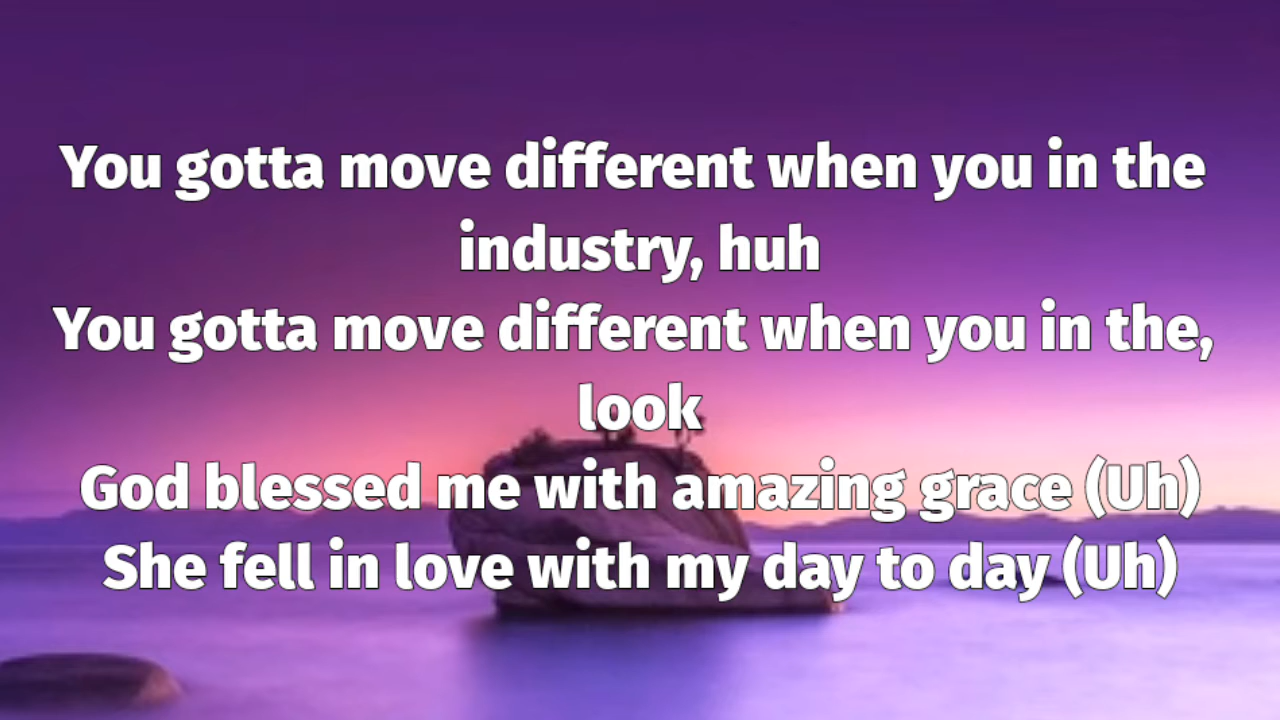 You gotta move different when you in the
industry, huh
You gotta move different when you in the,
look
God blessed me with amazing grace (Uh)
She fell in love with my day to day (Uh)